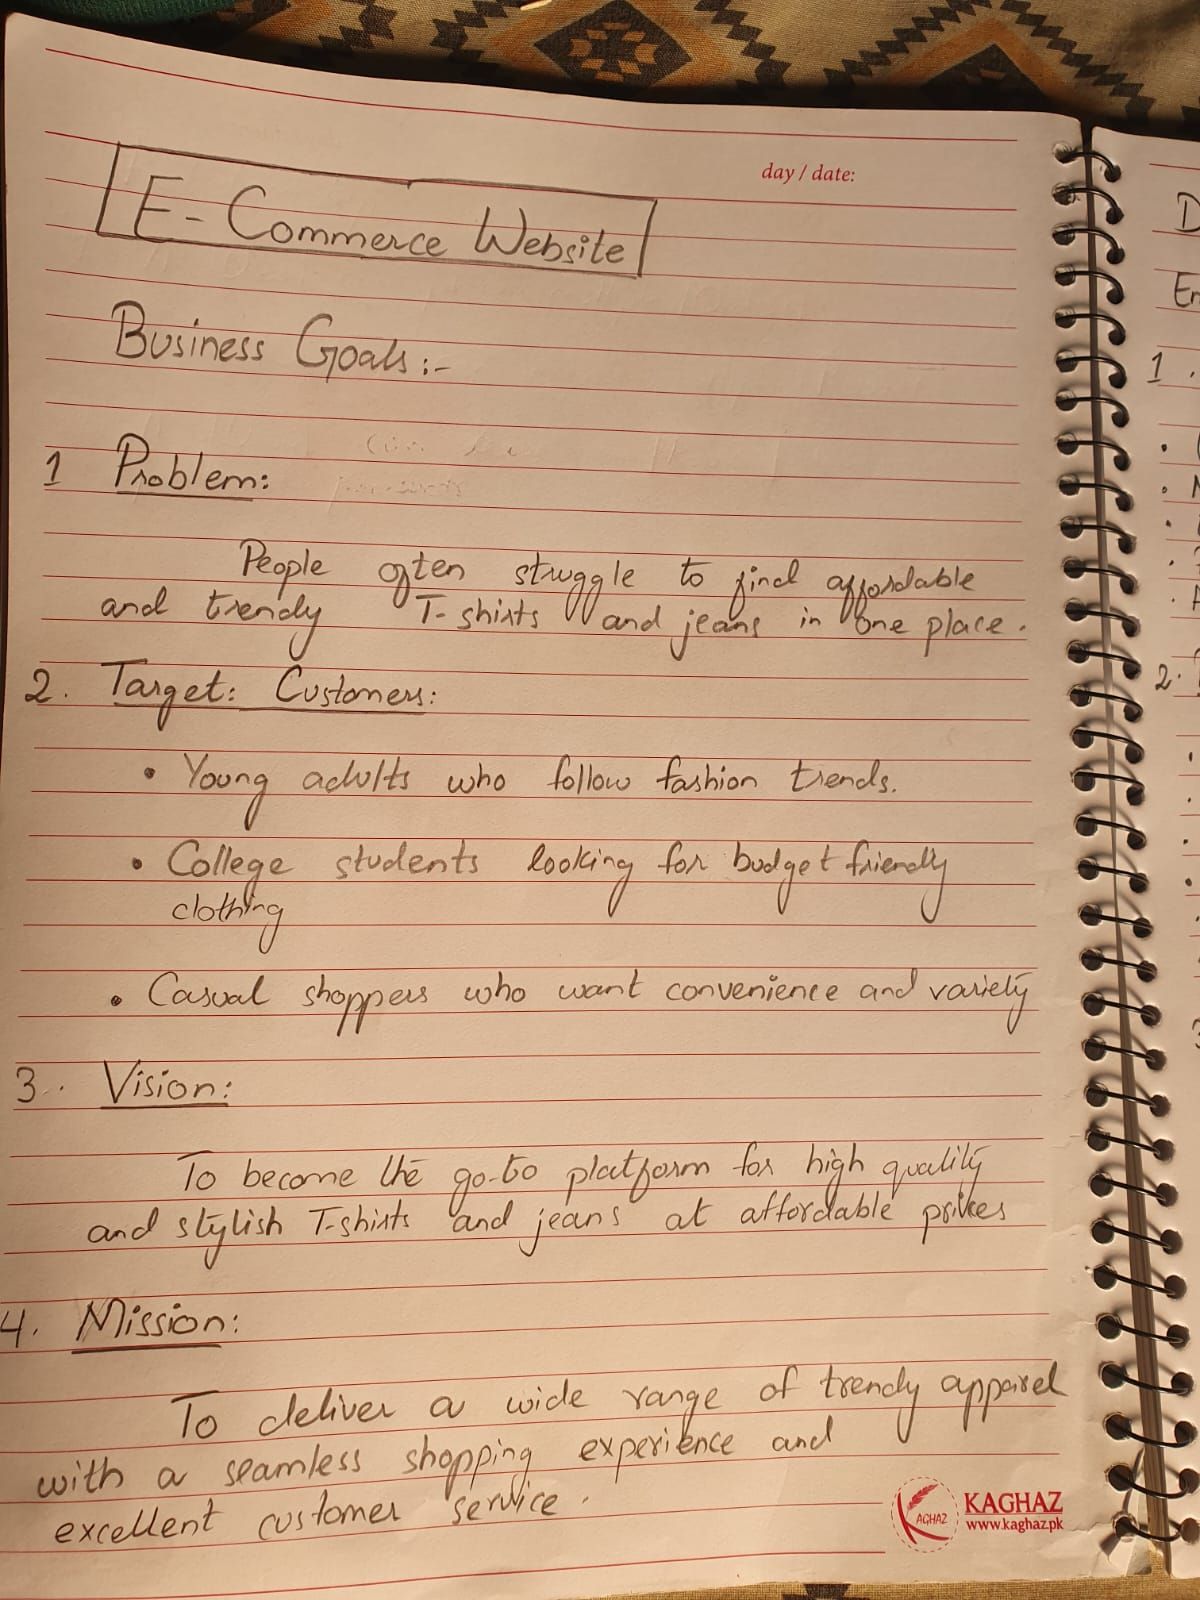 day / date:
E- Commerce Website
Business Goals :-
1 Problem:
People often struggle to find affordable
and trendy T-shirts and jeans in one place.
2. Target: Customers:
• Young adults who follow fashion trends.
• College students looking for budget friendly
clothing
• Casual shoppers who want convenience and variety
3. Vision:
To become the go-to platform for high quality
and stylish T-shirts and jeans at affordable prices
4. Mission:
To deliver a wide range of trendy apparel
with a seamless shopping experience and
excellent customer service.
KAGHAZ
KAGHAZ
www.kaghaz.pk
D
En
1.
2.
3